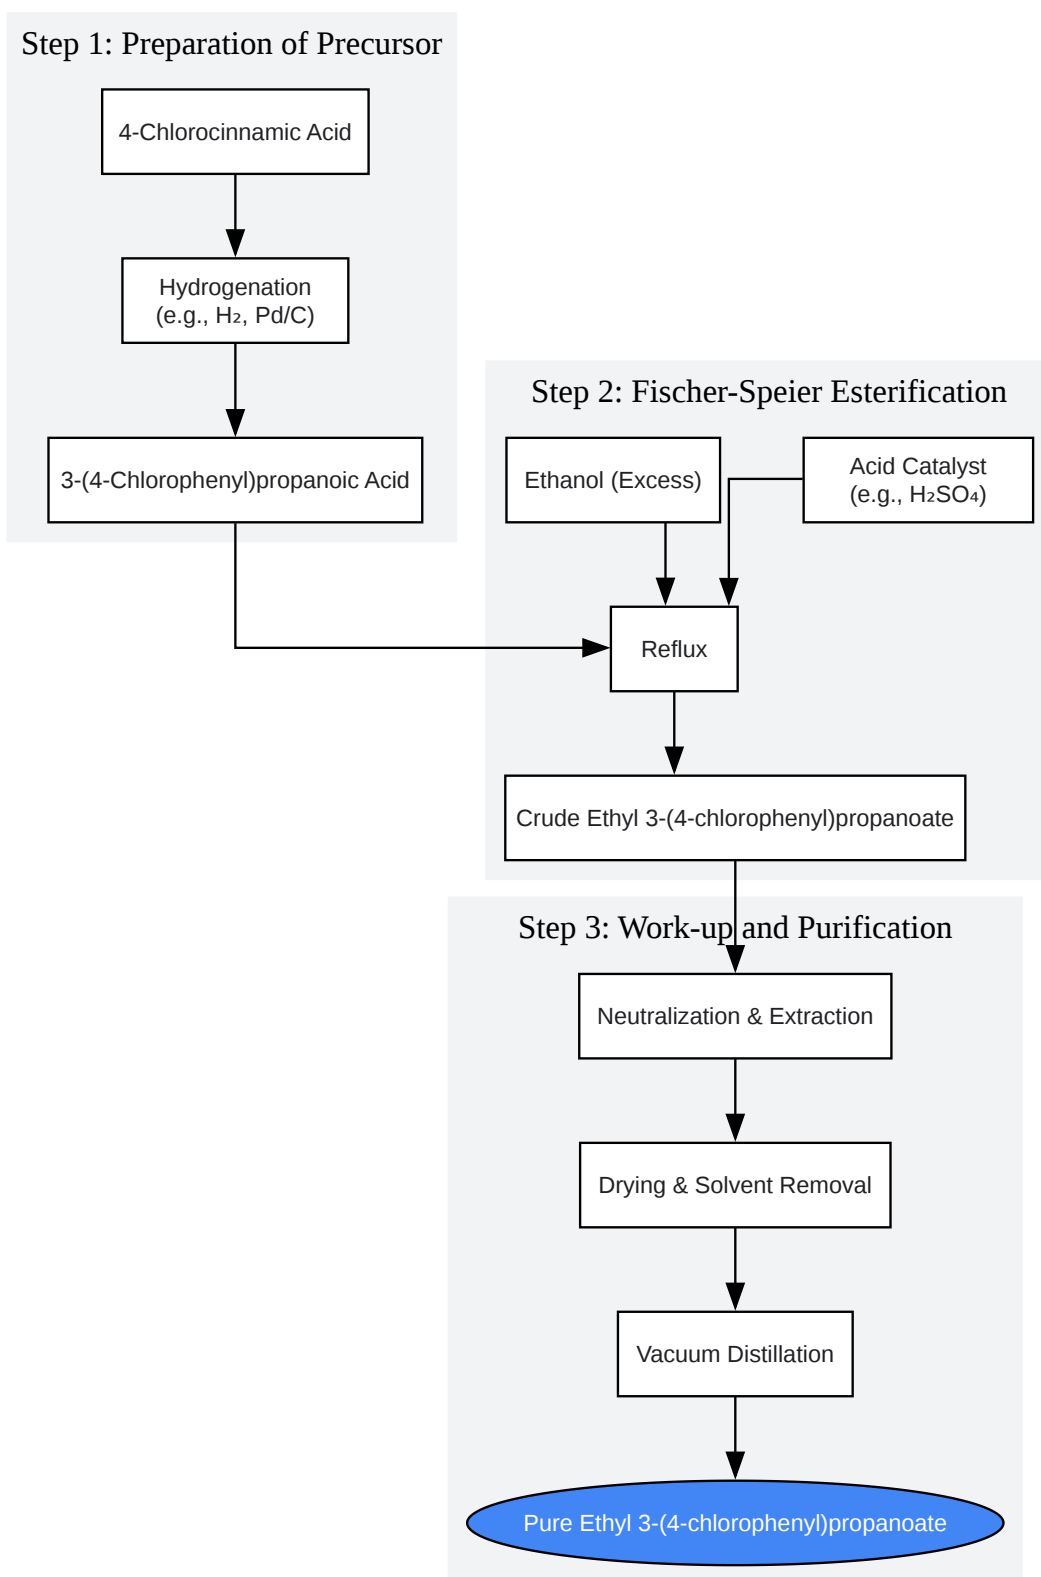 Step 1: Preparation of Precursor
4-Chlorocinnamic Acid
Hydrogenation
(e.g., H₂, Pd/C)
3-(4-Chlorophenyl)propanoic Acid
Step 2: Fischer-Speier Esterification
Ethanol (Excess)
Acid Catalyst
(e.g., H₂SO₄)
Reflux
Crude Ethyl 3-(4-chlorophenyl)propanoate
Step 3: Work-up and Purification
Neutralization & Extraction
Drying & Solvent Removal
Vacuum Distillation
Pure Ethyl 3-(4-chlorophenyl)propanoate